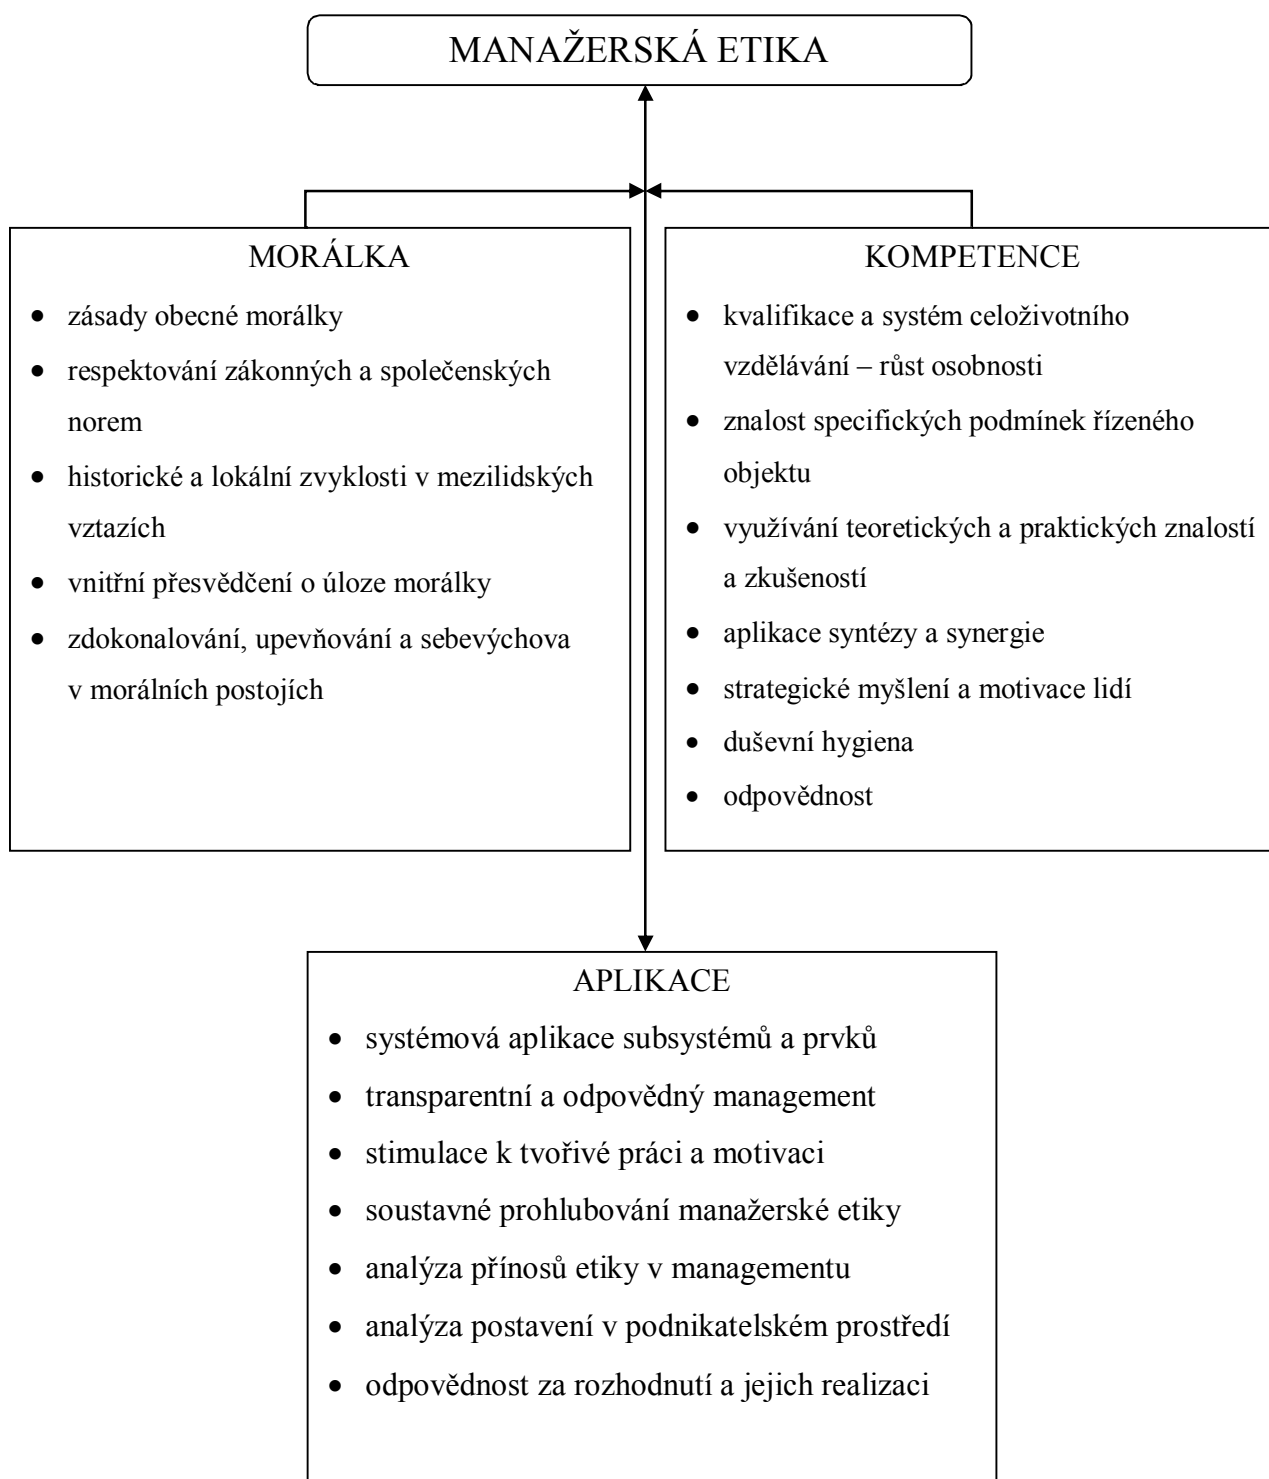 MANAŽERSKÁ ETIKA
MORÁLKA
• zásady obecné morálky
• respektování zákonných a společenských
norem
• historické a lokální zvyklosti v mezilidských
vztazích
• vnitřní přesvědčení o úloze morálky
• zdokonalování, upevňování a sebevýchova
v morálních postojích
KOMPETENCE
• kvalifikace a systém celoživotního
vzdělávání – růst osobnosti
• znalost specifických podmínek řízeného
objektu
• využívání teoretických a praktických znalostí
a zkušeností
• aplikace syntézy a synergie
• strategické myšlení a motivace lidí
• duševní hygiena
• odpovědnost
APLIKACE
• systémová aplikace subsystémů a prvků
• transparentní a odpovědný management
• stimulace k tvořivé práci a motivaci
• soustavné prohlubování manažerské etiky
• analýza přínosů etiky v managementu
• analýza postavení v podnikatelském prostředí
• odpovědnost za rozhodnutí a jejich realizaci